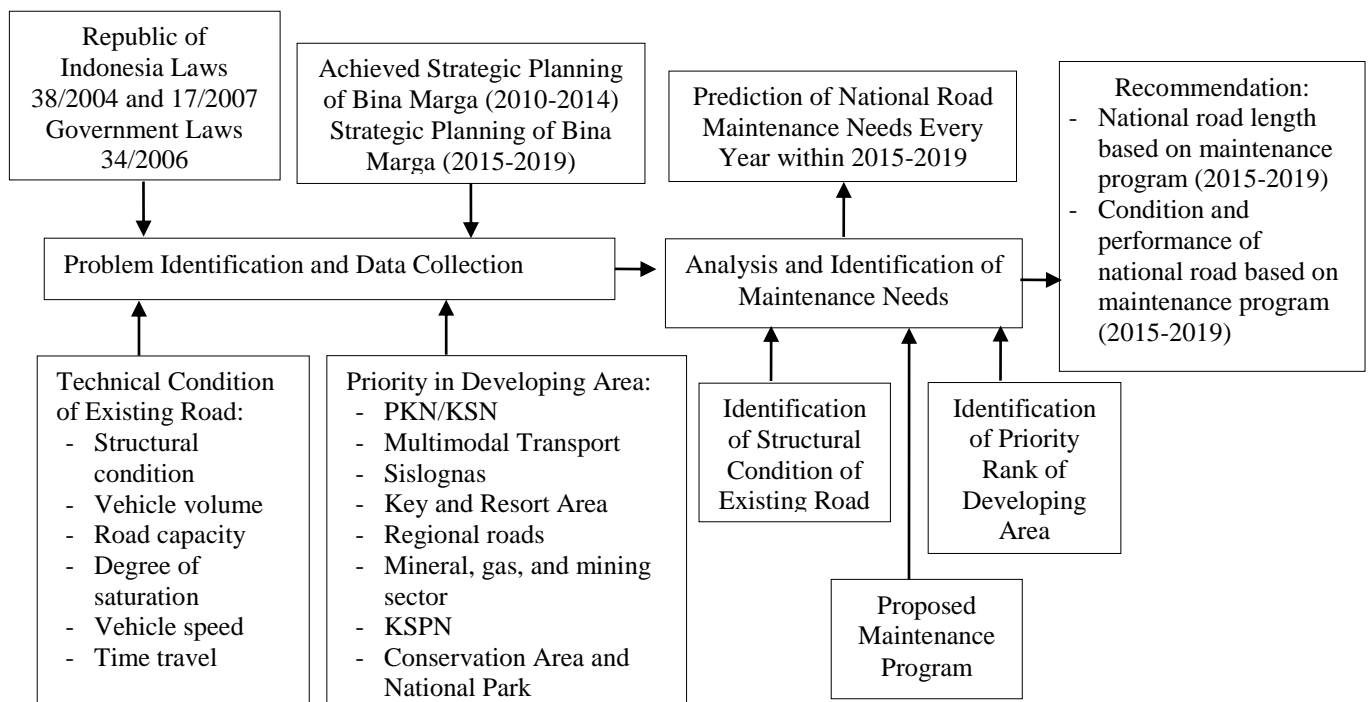 Republic of
Indonesia Laws
38/2004 and 17/2007
Government Laws
34/2006
Achieved Strategic Planning
of Bina Marga (2010-2014)
Strategic Planning of Bina
Marga (2015-2019)
Prediction of National Road
Maintenance Needs Every
Year within 2015-2019
Recommendation:
- National road length
based on maintenance
program (2015-2019)
- Condition and
performance of
national road based on
maintenance program
(2015-2019)
Problem Identification and Data Collection
Analysis and Identification of
Maintenance Needs
Technical Condition
of Existing Road:
- Structural
condition
- Vehicle volume
- Road capacity
- Degree of
saturation
- Vehicle speed
- Time travel
Priority in Developing Area:
- PKN/KSN
- Multimodal Transport
- Sislognas
- Key and Resort Area
- Regional roads
- Mineral, gas, and mining
sector
- KSPN
- Conservation Area and
National Park
Identification
of Structural
Condition of
Existing Road
Proposed
Maintenance
Program
Identification
of Priority
Rank of
Developing
Area